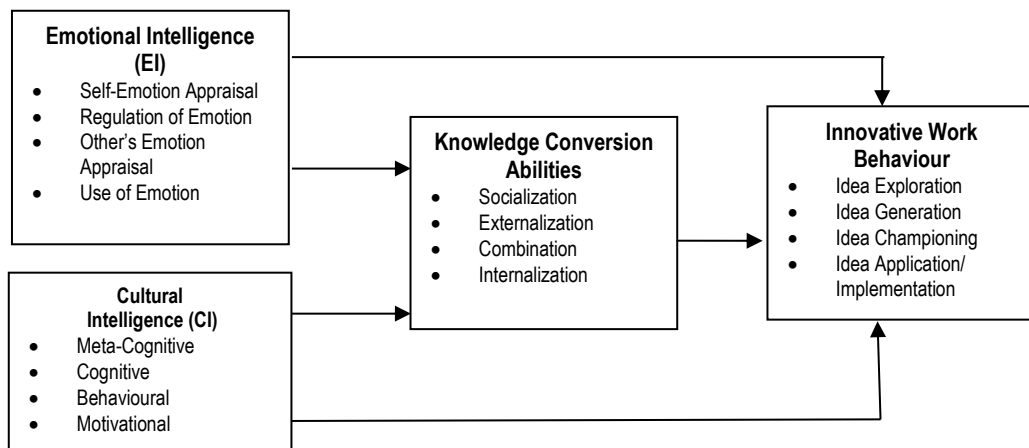 Emotional Intelligence
(EI)
• Self-Emotion Appraisal
• Regulation of Emotion
• Other's Emotion
Appraisal
• Use of Emotion
Cultural
Intelligence (CI)
• Meta-Cognitive
• Cognitive
• Behavioural
• Motivational
Knowledge Conversion
Abilities
• Socialization
• Externalization
• Combination
• Internalization
Innovative Work
Behaviour
• Idea Exploration
• Idea Generation
• Idea Championing
• Idea Application/
Implementation